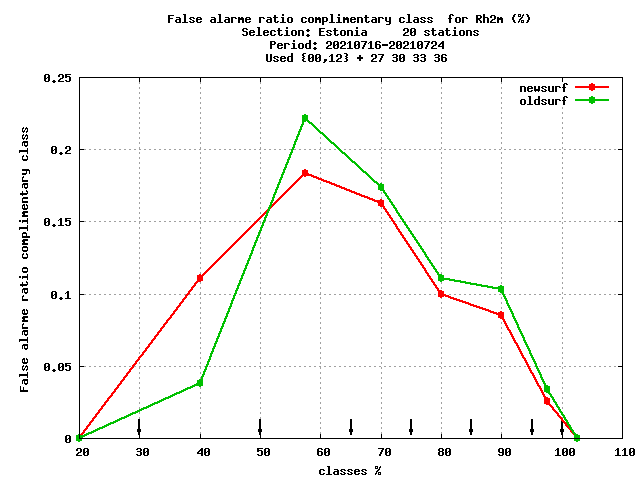 False alarme ratio complimentary class  for Rh2m (%)
Selection: Estonia     20 stations
Period: 20210716-20210724
Used {00,12} + 27 30 33 36
newsurf
oldsurf
False alarme ratio complimentary class
0.25
0.2
0.15
0.1
0.05
0
20 30 40 50 60 70 80 90 100 110
classes %